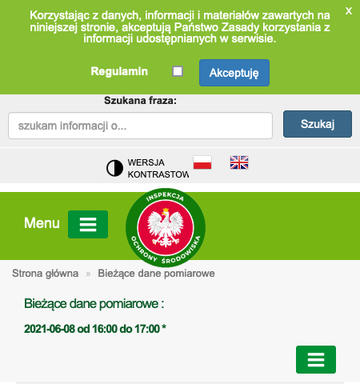 Korzystając z danych, informacji i materiałów zawartych na
niniejszej stronie, akceptują Państwo Zasady korzystania z
informacji udostępnianych w serwisie.
x
Regulamin
Akceptuję
Szukana fraza:
szukam informacji o...
Szukaj
WERSJA
KONTRASTOW
Menu
INSPEKCJA
OCHRONY ŚRODOWISKA
Strona główna » Bieżące dane pomiarowe
Bieżące dane pomiarowe :
2021-06-08 od 16:00 do 17:00 *